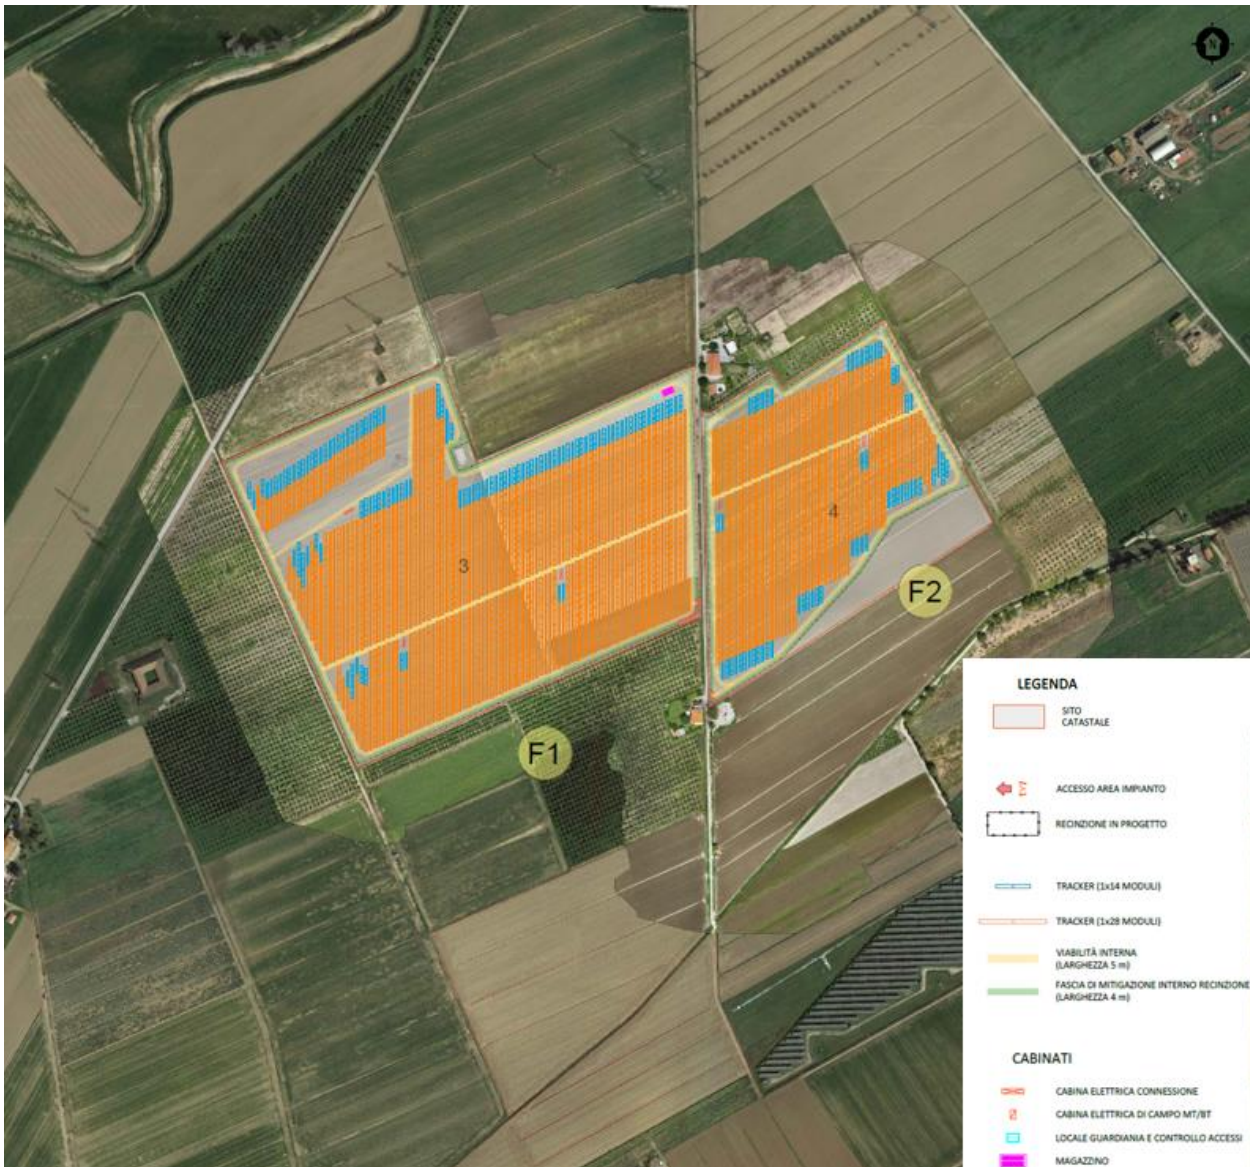 N
3
4
F2
F1
LEGENDA
SITO
CATASTALE
ACCESSO AREA IMPIANTO
RECINZIONE IN PROGETTO
TRACKER (1x14 MODULI)
TRACKER (1x28 MODULI)
VIABILITÀ INTERNA
(LARGHEZZA 5 m)
FASCIA DI MITIGAZIONE INTERNO RECINZIONE
(LARGHEZZA 4 m)
CABINATI
CABINA ELETTRICA CONNESSIONE
CABINA ELETTRICA DI CAMPO MT/BT
LOCALE GUARDIANIA E CONTROLLO ACCESSI
MAGAZZINO